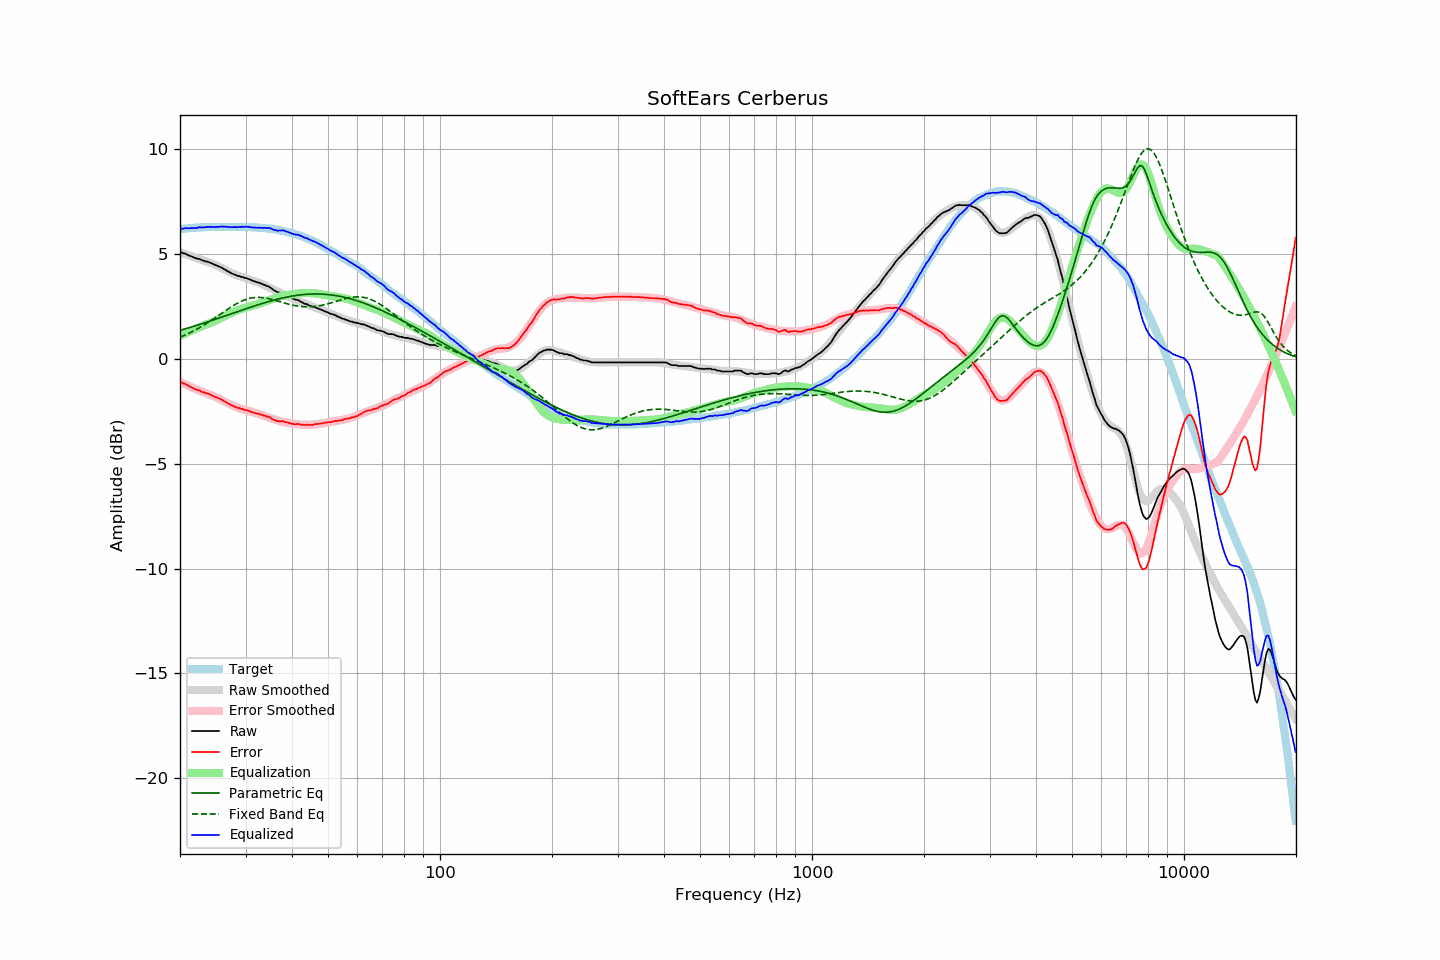 SoftEars Cerberus
10
5
0
−5
−10
−15
−20
Amplitude (dBr)
Target
Raw Smoothed
Error Smoothed
Raw
Error
Equalization
Parametric Eq
Fixed Band Eq
Equalized
100
1000
10000
Frequency (Hz)